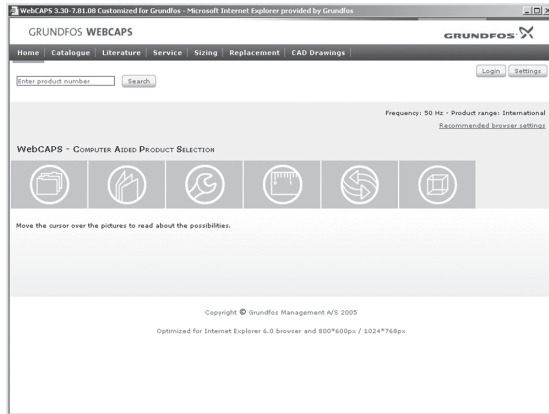 WebCAPS 3.30-7.81.08 Customized for Grundfos - Microsoft Internet Explorer provided by Grundfos
GRUNDFOS WEBCAPS
GRUNDFOS
Home | Catalogue | Literature | Service | Sizing | Replacement | CAD Drawings |
Login Settings
Enter product number Search
Frequency: 50 Hz - Product range: International
Recommended browser settings
WebCAPS - Computer Aided Product Selection
Move the cursor over the pictures to read about the possibilities.
Copyright © Grundfos Management A/S 2005
Optimized for Internet Explorer 6.0 browser and 800*600px / 1024*768px